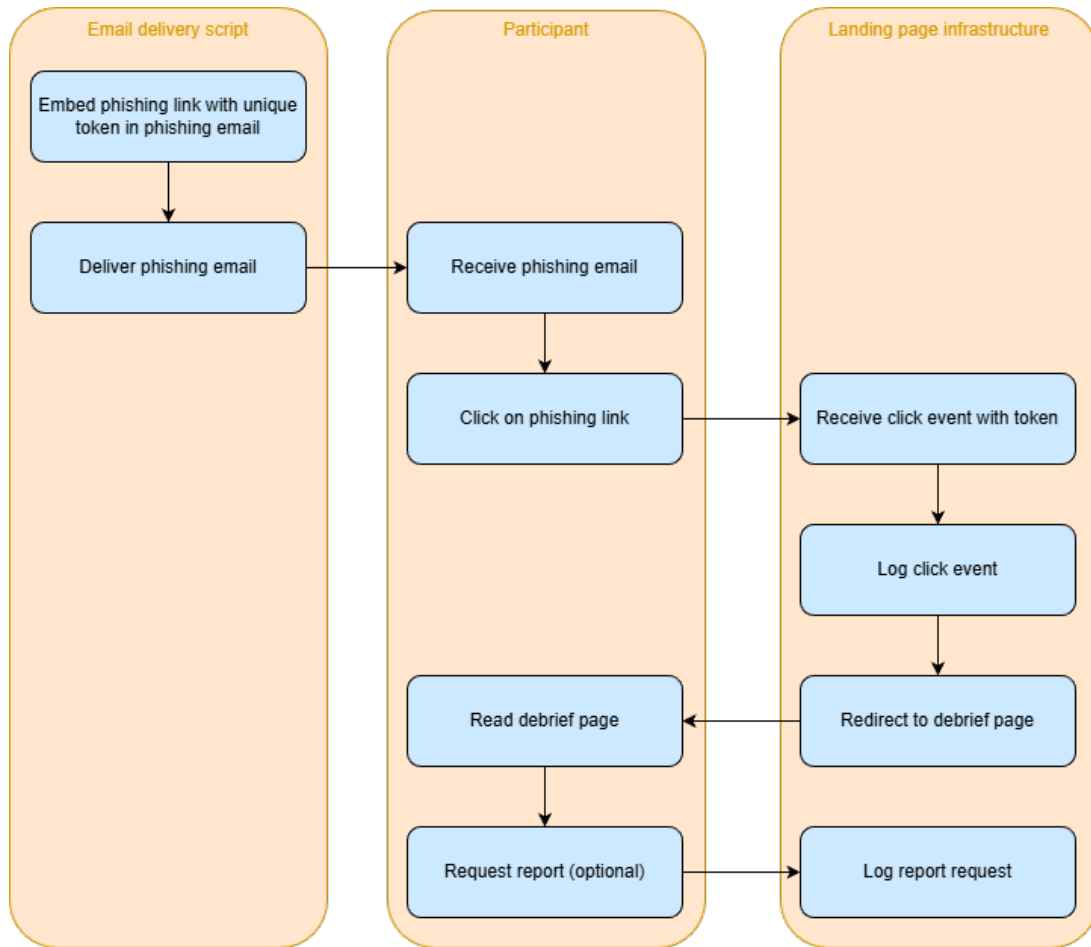 Email delivery script
Participant
Landing page infrastructure
Embed phishing link with unique
token in phishing email
Deliver phishing email
Receive phishing email
Click on phishing link
Receive click event with token
Log click event
Read debrief page
Redirect to debrief page
Request report (optional)
Log report request